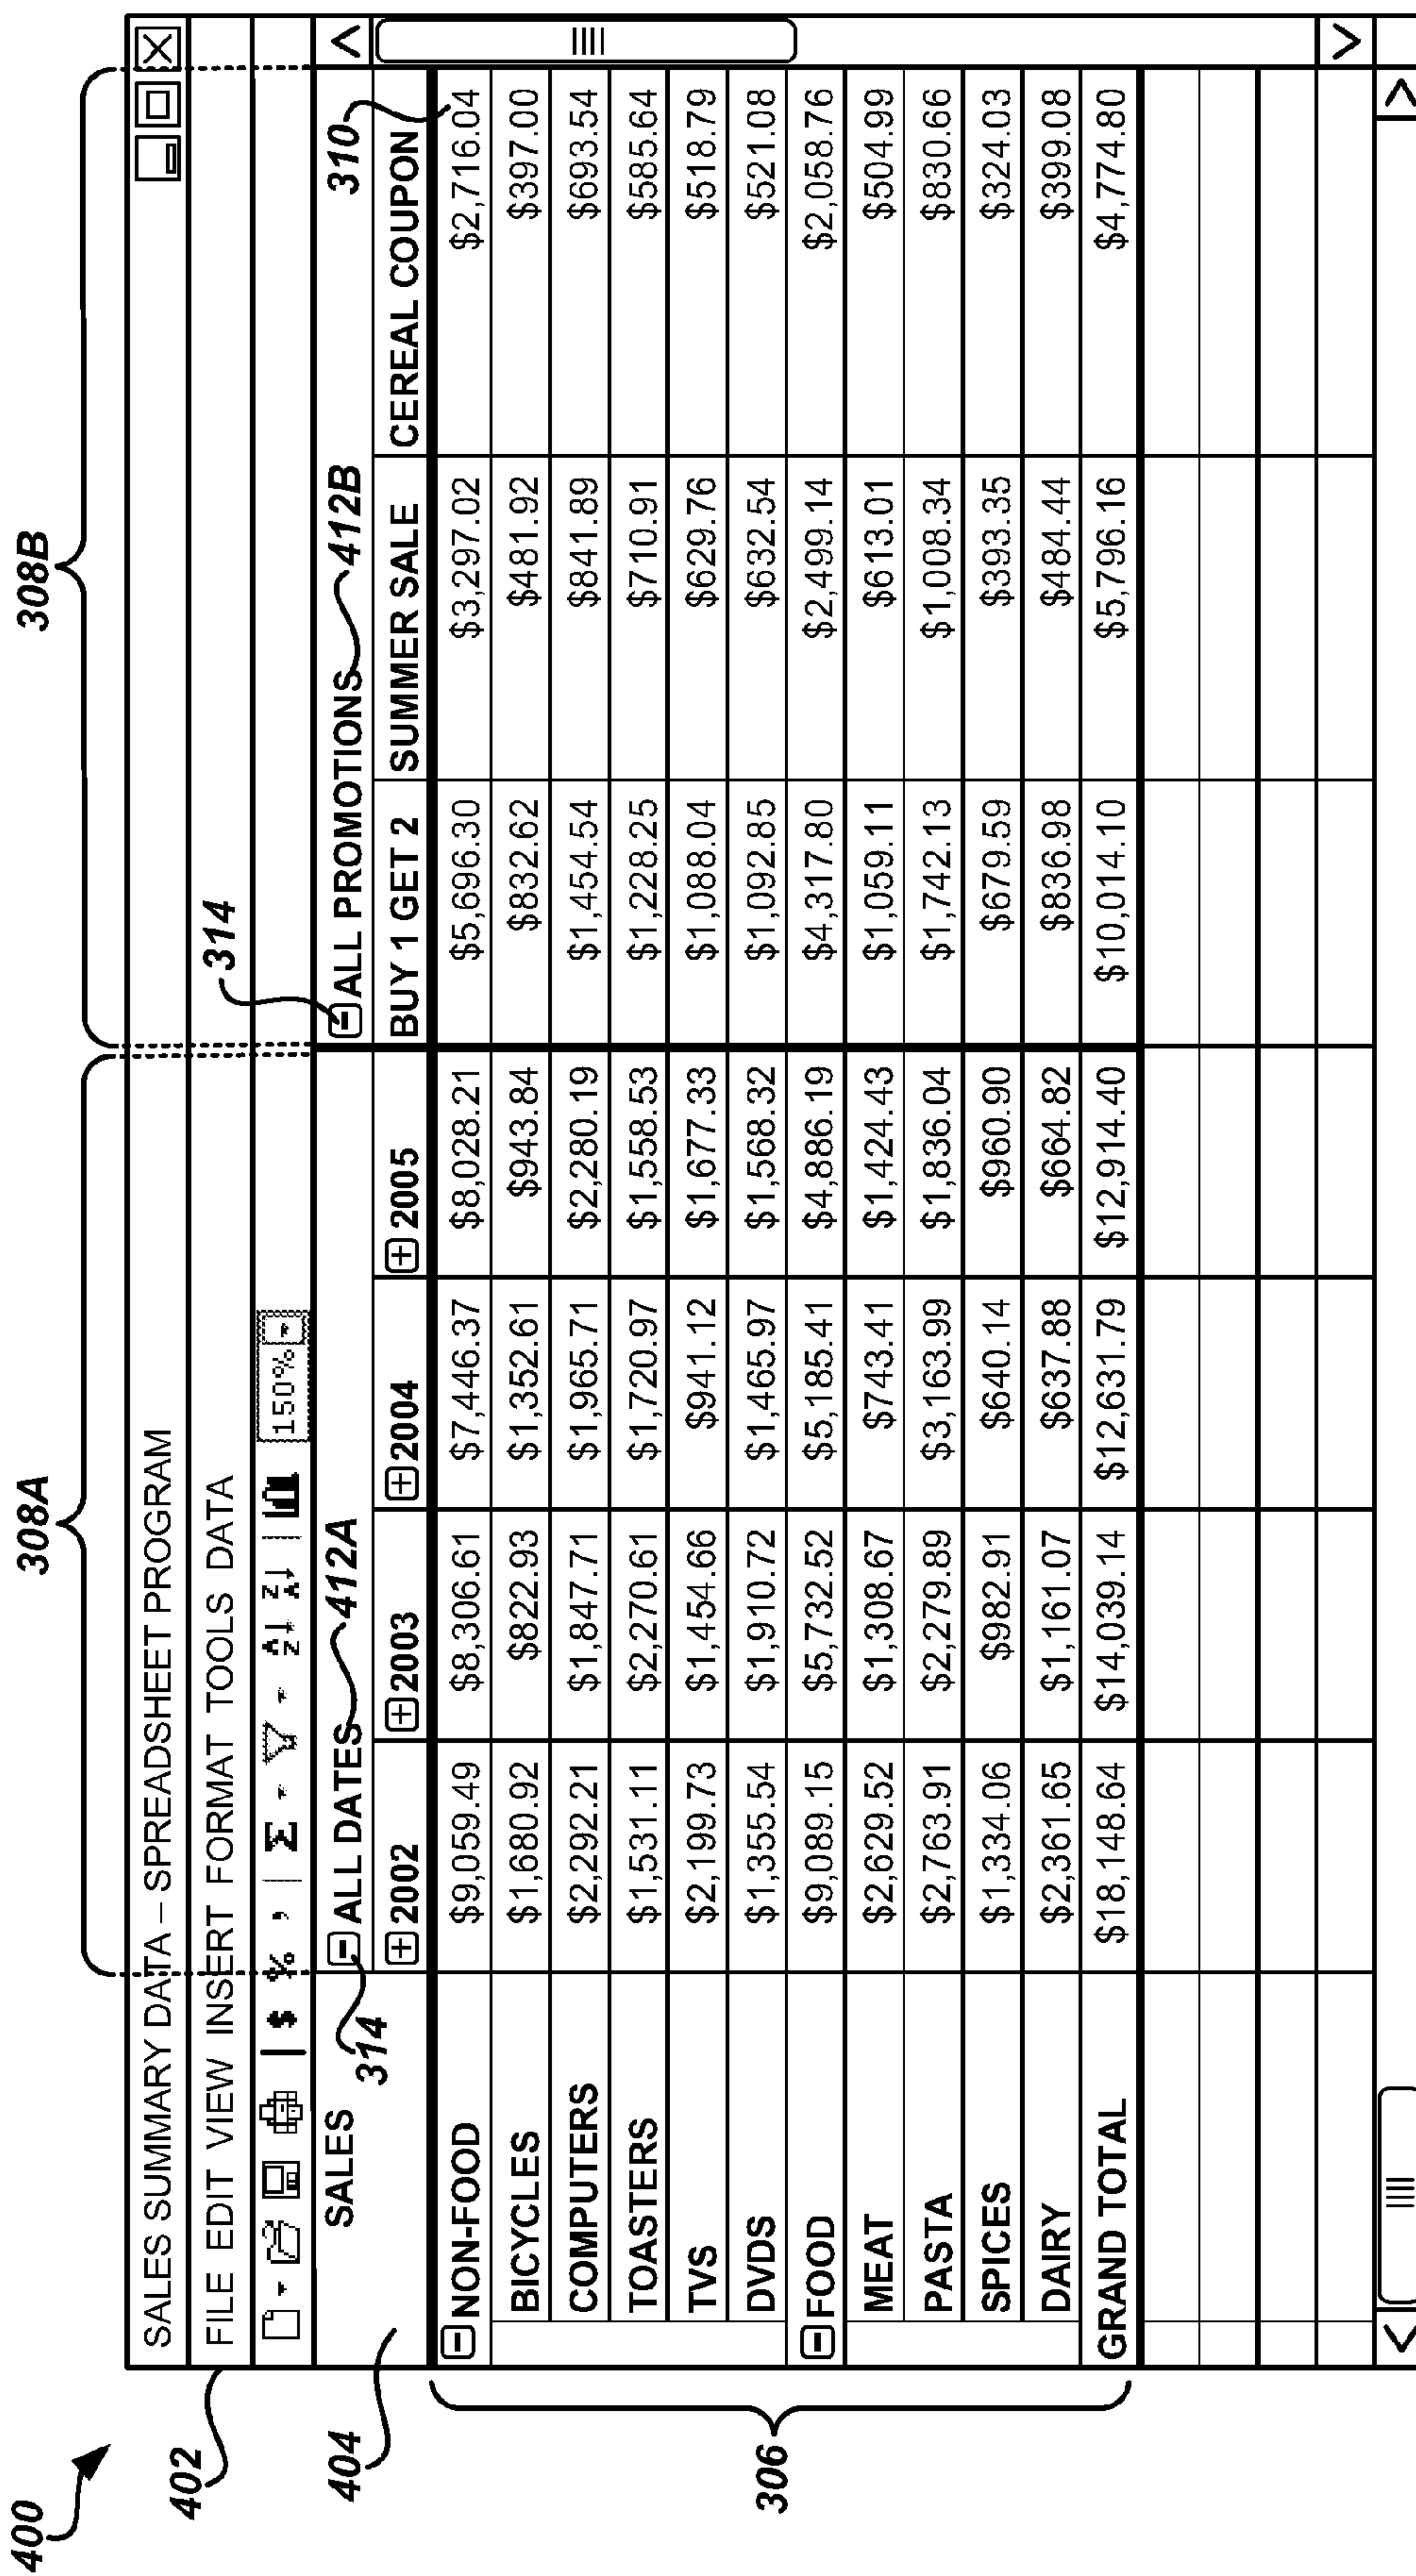 400
308A
308B
402
SALES SUMMARY DATA – SPREADSHEET PROGRAM
FILE EDIT VIEW INSERT FORMAT TOOLS DATA
314
$ % , Σ A Z Z A 150%
404
SALES
314
ALL DATES 412A
ALL PROMOTIONS 412B
310
2002 2003 2004 2005 BUY 1 GET 2 SUMMER SALE CEREAL COUPON
NON-FOOD $9,059.49 $8,306.61 $7,446.37 $8,028.21 $5,696.30 $3,297.02 $2,716.04
BICYCLES $1,680.92 $822.93 $1,352.61 $943.84 $832.62 $481.92 $397.00
COMPUTERS $2,292.21 $1,847.71 $1,965.71 $2,280.19 $1,454.54 $841.89 $693.54
TOASTERS $1,531.11 $2,270.61 $1,720.97 $1,558.53 $1,228.25 $710.91 $585.64
TVS $2,199.73 $1,454.66 $941.12 $1,677.33 $1,088.04 $629.76 $518.79
DVDS $1,355.54 $1,910.72 $1,465.97 $1,568.32 $1,092.85 $632.54 $521.08
306
FOOD $9,089.15 $5,732.52 $5,185.41 $4,886.19 $4,317.80 $2,499.14 $2,058.76
MEAT $2,629.52 $1,308.67 $743.41 $1,424.43 $1,059.11 $613.01 $504.99
PASTA $2,763.91 $2,279.89 $3,163.99 $1,836.04 $1,742.13 $1,008.34 $830.66
SPICES $1,334.06 $982.91 $640.14 $960.90 $679.59 $393.35 $324.03
DAIRY $2,361.65 $1,161.07 $637.88 $664.82 $836.98 $484.44 $399.08
GRAND TOTAL $18,148.64 $14,039.14 $12,631.79 $12,914.40 $10,014.10 $5,796.16 $4,774.80